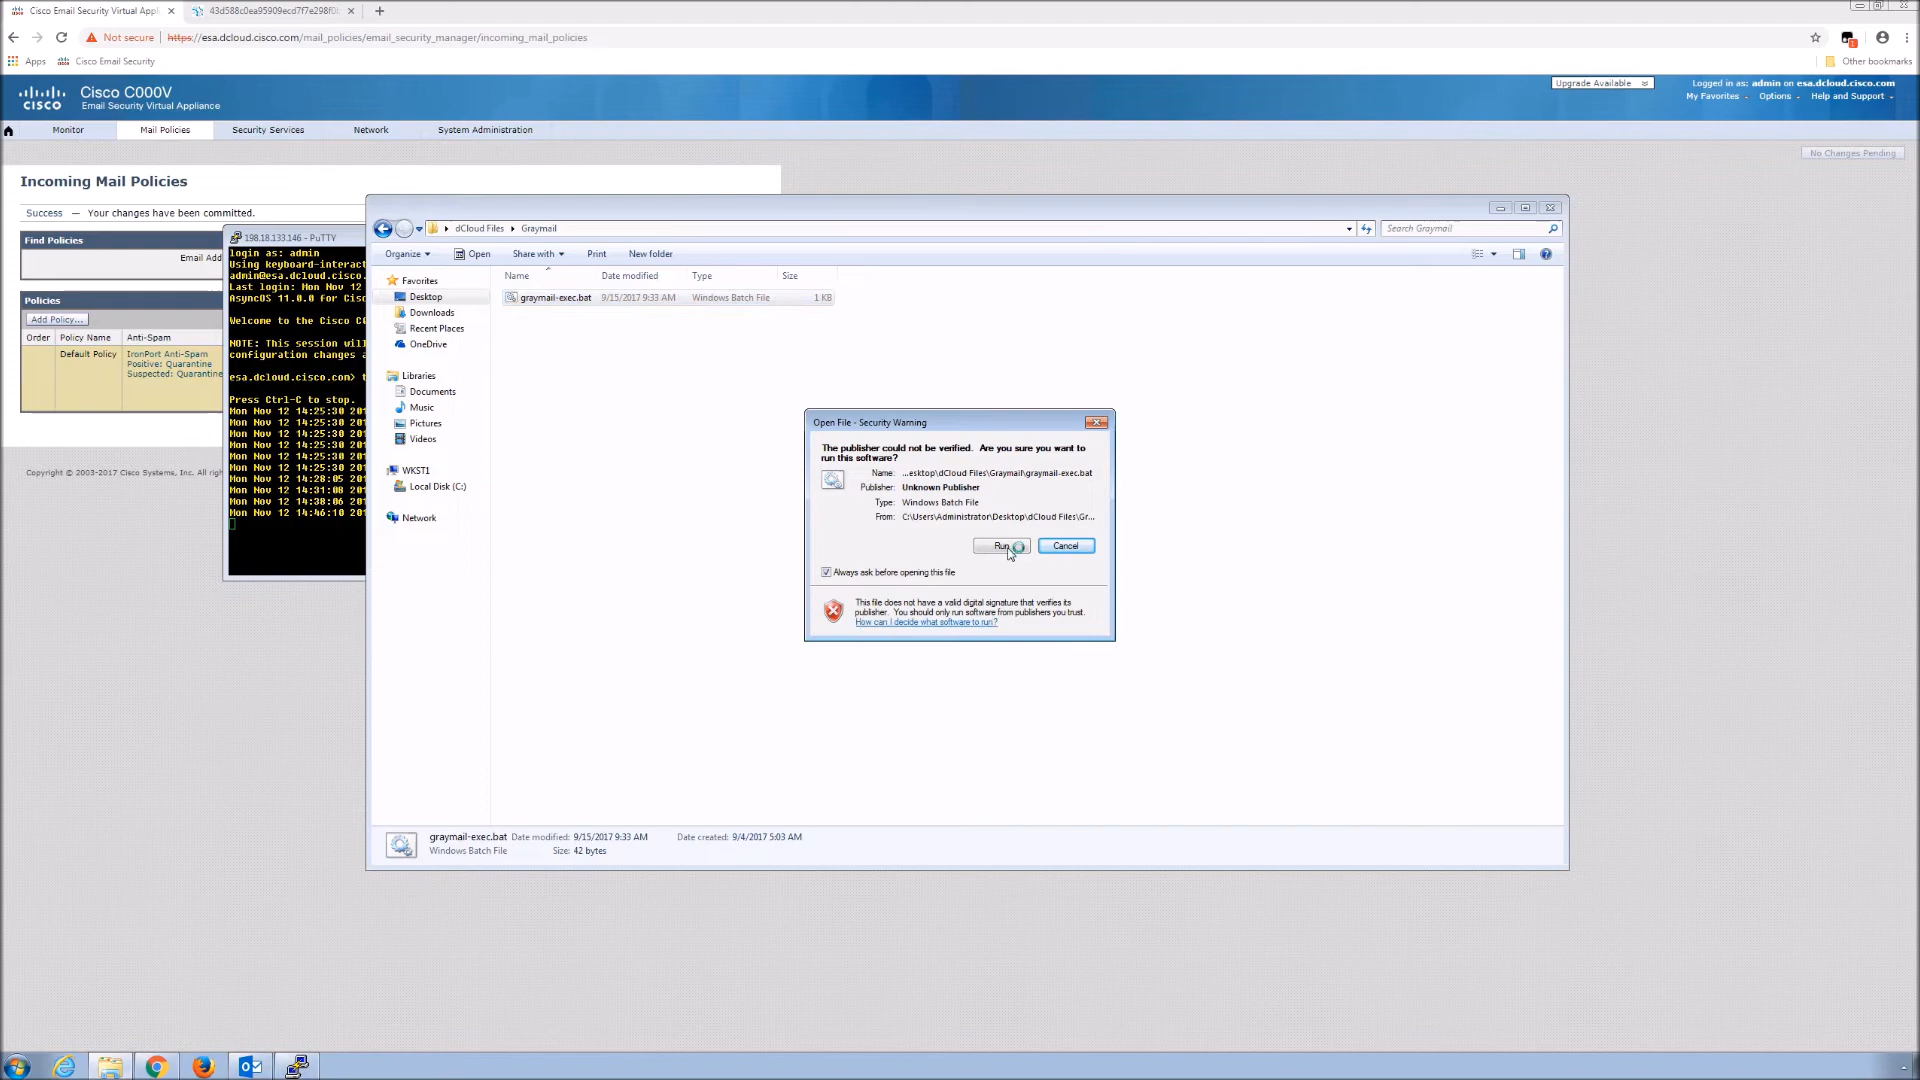 Cisco Email Security Virtual Appl
43d588c0ea95909ecd7f7e298f0
Not secure
https://esa.dcloud.cisco.com/mail_policies/email_security_manager/incoming_mail_policies
Apps
Cisco Email Security
Other bookmarks
CISCO
Cisco C000V
Email Security Virtual Appliance
Upgrade Available
Logged in as: admin on esa.dcloud.cisco.com
My Favorites
Options
Help and Support
Monitor
Mail Policies
Security Services
Network
System Administration
No Changes Pending
Incoming Mail Policies
Success — Your changes have been committed.
Find Policies
Email Add
Policies
Add Policy...
Order
Policy Name
Anti-Spam
Default Policy
IronPort Anti-Spam
Positive: Quarantine
Suspected: Quarantine
Copyright © 2003-2017 Cisco Systems, Inc. All righ
198.18.133.146 - PuTTY
login as: admin
Using keyboard-interact
admin@esa.dcloud.cisco.
Last login: Mon Nov 12
AsyncOS 11.0.0 for Cisc
Welcome to the Cisco C0
NOTE: This session will
configuration changes a
esa.dcloud.cisco.com> t
Press Ctrl-C to stop.
Mon Nov 12 14:25:30 201
Mon Nov 12 14:25:30 201
Mon Nov 12 14:25:30 201
Mon Nov 12 14:25:30 201
Mon Nov 12 14:25:30 201
Mon Nov 12 14:25:30 201
Mon Nov 12 14:28:05 201
Mon Nov 12 14:31:08 201
Mon Nov 12 14:38:06 201
Mon Nov 12 14:46:10 201
dCloud Files
Graymail
Search Graymail
Organize
Open
Share with
Print
New folder
Name
Date modified
Type
Size
graymail-exec.bat
9/15/2017 9:33 AM
Windows Batch File
1 KB
Favorites
Desktop
Downloads
Recent Places
OneDrive
Libraries
Documents
Music
Pictures
Videos
WKST1
Local Disk (C:)
Network
Open File - Security Warning
The publisher could not be verified. Are you sure you want to
run this software?
Name: ...esktop\dCloud Files\Graymail\graymail-exec.bat
Publisher: Unknown Publisher
Type: Windows Batch File
From: C:\Users\Administrator\Desktop\dCloud Files\Gr...
Run
Cancel
Always ask before opening this file
This file does not have a valid digital signature that verifies its
publisher. You should only run software from publishers you trust.
How can I decide what software to run?
graymail-exec.bat Date modified: 9/15/2017 9:33 AM Date created: 9/4/2017 5:03 AM
Windows Batch File Size: 42 bytes